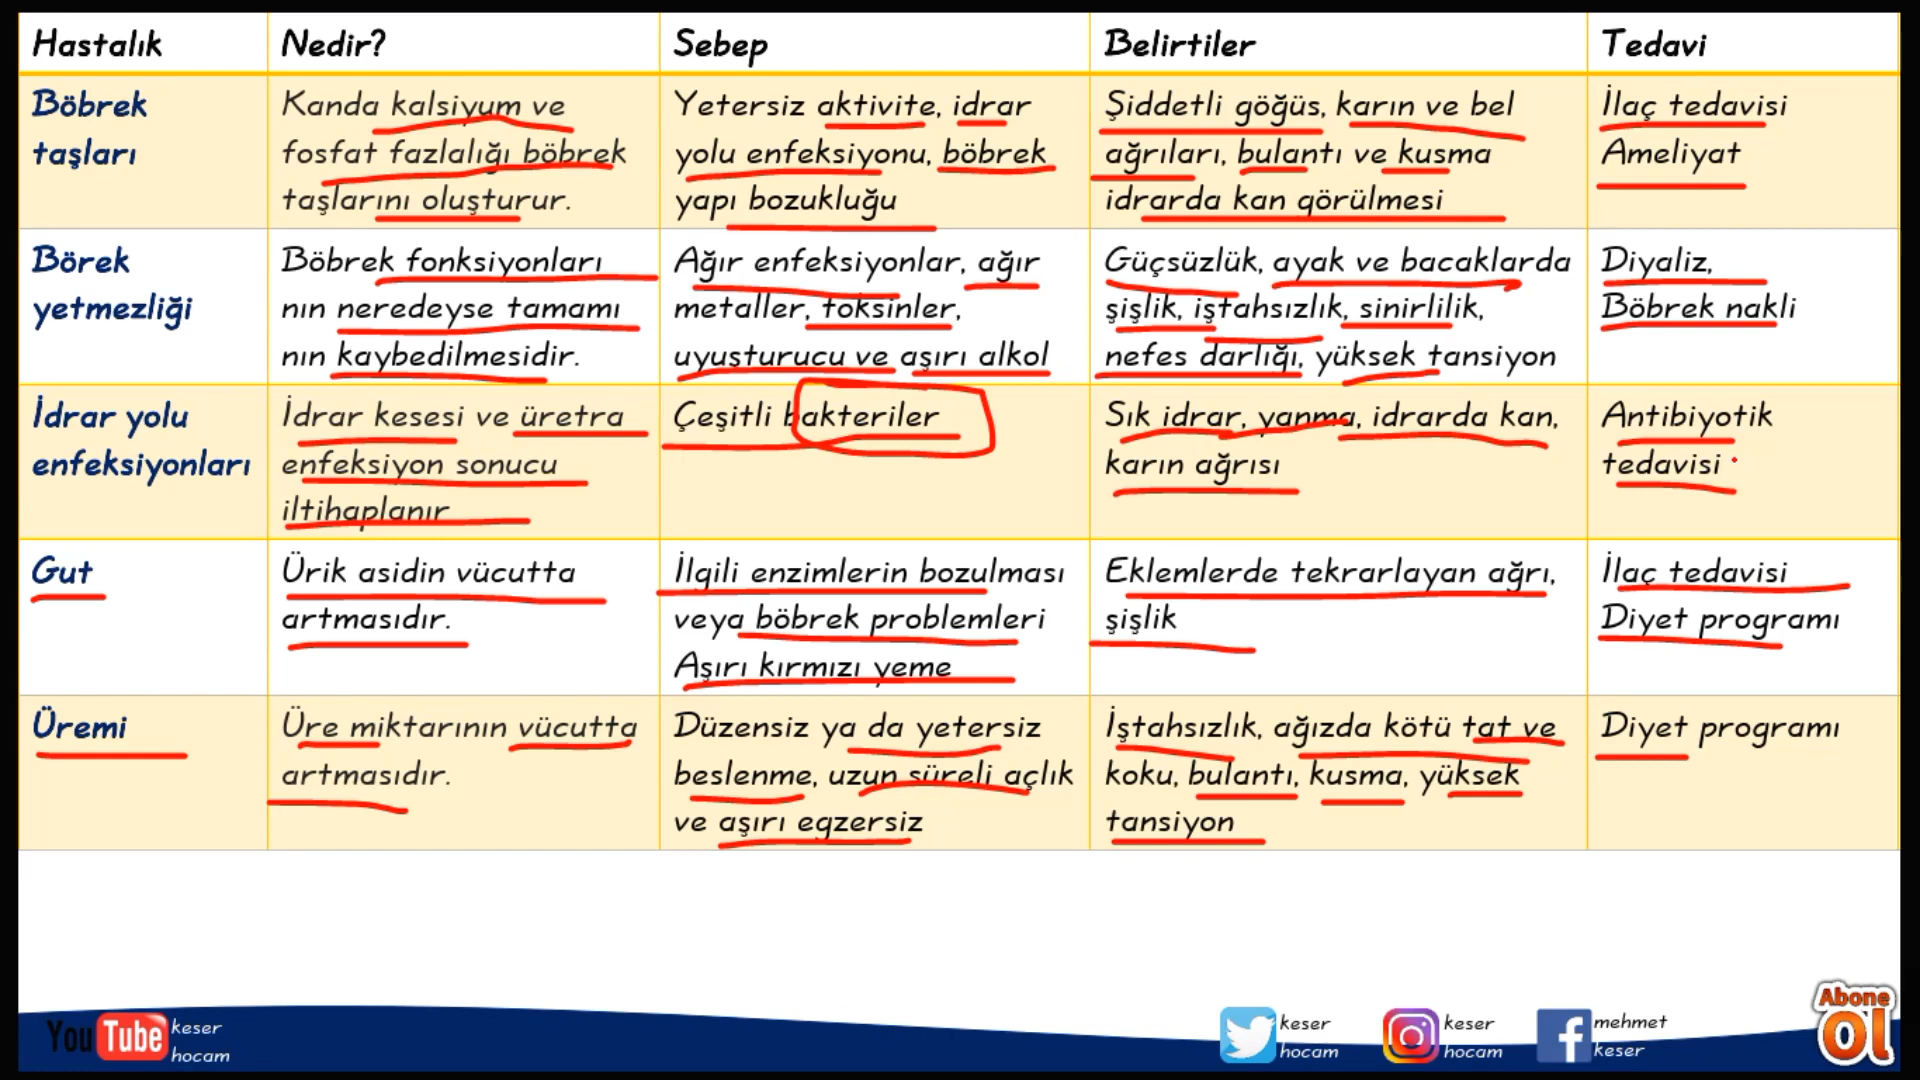 Hastalık
Nedir?
Sebep
Belirtiler
Tedavi
Böbrek
taşları
Kanda kalsiyum ve
fosfat fazlalığı böbrek
taşlarını oluşturur.
Yetersiz aktivite, idrar
yolu enfeksiyonu, böbrek
yapı bozukluğu
Şiddetli göğüs, karın ve bel
ağrıları, bulantı ve kusma
idrarda kan görülmesi
İlaç tedavisi
Ameliyat
Börek
yetmezliği
Böbrek fonksiyonları
nın neredeyse tamamı
nın kaybedilmesidir.
Ağır enfeksiyonlar, ağır
metaller, toksinler,
uyuşturucu ve aşırı alkol
Güçsüzlük, ayak ve bacaklarda
şişlik, iştahsızlık, sinirlilik,
nefes darlığı, yüksek tansiyon
Diyaliz,
Böbrek nakli
İdrar yolu
enfeksiyonları
İdrar kesesi ve üretra
enfeksiyon sonucu
iltihaplanır
Çeşitli bakteriler
Sık idrar, yanma, idrarda kan,
karın ağrısı
Antibiyotik
tedavisi
Gut
Ürik asidin vücutta
artmasıdır.
İlgili enzimlerin bozulması
veya böbrek problemleri
Aşırı kırmızı yeme
Eklemlerde tekrarlayan ağrı,
şişlik
İlaç tedavisi
Diyet programı
Üremi
Üre miktarının vücutta
artmasıdır.
Düzensiz ya da yetersiz
beslenme, uzun süreli açlık
ve aşırı egzersiz
İştahsızlık, ağızda kötü tat ve
koku, bulantı, kusma, yüksek
tansiyon
Diyet programı
YouTube
keser
hocam
keser
hocam
keser
hocam
mehmet
keser
Abone
Ol